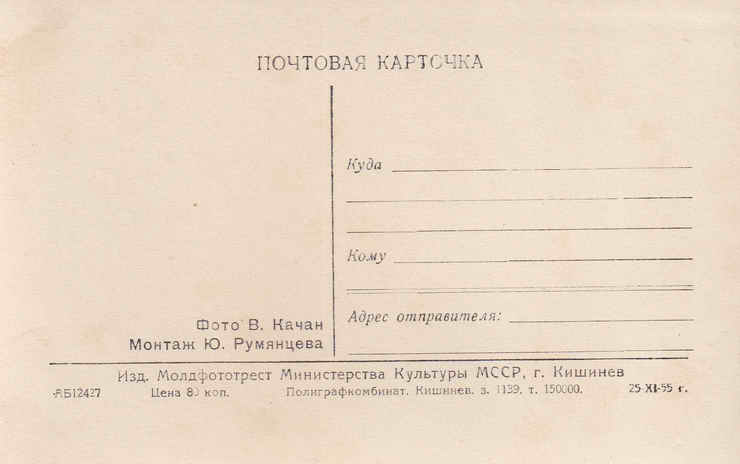 ПОЧТОВАЯ КАРТОЧКА
Куда
Кому
Адрес отправителя:
Фото В. Качан
Монтаж Ю. Румянцева
Изд. Молдфототрест Министерства Культуры МССР, г. Кишинев
АБ12427 Цена 80 коп. Полиграфкомбинат. Кишинев. з. 1139. т. 150000. 25-XI-55 г.